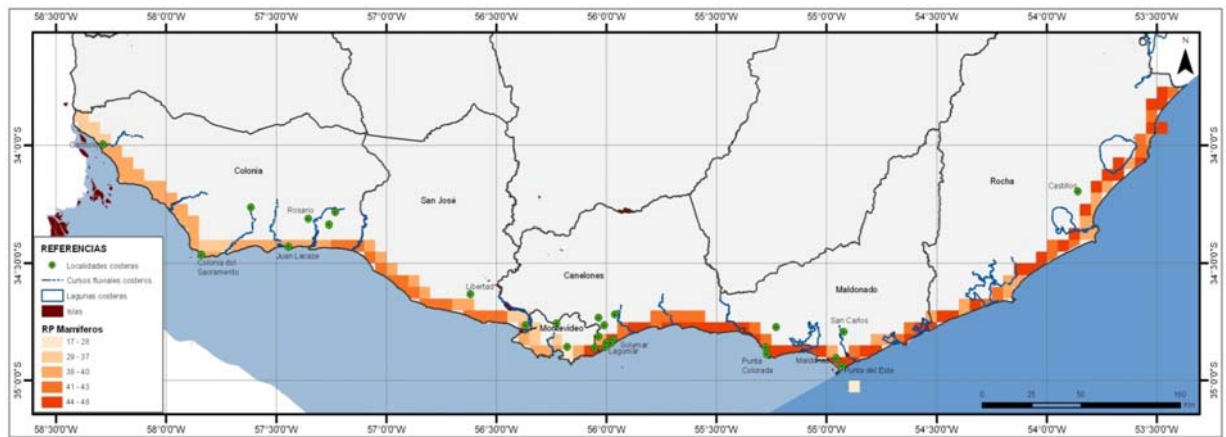 58°30'0"W 58°0'0"W 57°30'0"W 57°0'0"W 56°30'0"W 56°0'0"W 55°30'0"W 55°0'0"W 54°30'0"W 54°0'0"W 53°30'0"W
N
34°0'0"S 34°0'0"S
Colonia
Rocha
Castillos
San José
Rosario
Colonia del
Sacramento
Juan Lacaze
34°30'0"S 34°30'0"S
REFERENCIAS
Localidades costeras
Cursos fluviales costeros
Lagunas costeras
Islas
RP Mamíferos
17 - 28
29 - 37
38 - 40
41 - 43
Canelones
Libertad
Maldonado
Montevideo
San Carlos
Solymar
Lagomar
Punta
Colorada
Punta del Este
35°0'0"S 35°0'0"S
0 25 50 100
Km
58°30'0"W 58°0'0"W 57°30'0"W 57°0'0"W 56°30'0"W 56°0'0"W 55°30'0"W 55°0'0"W 54°30'0"W 54°0'0"W 53°30'0"W